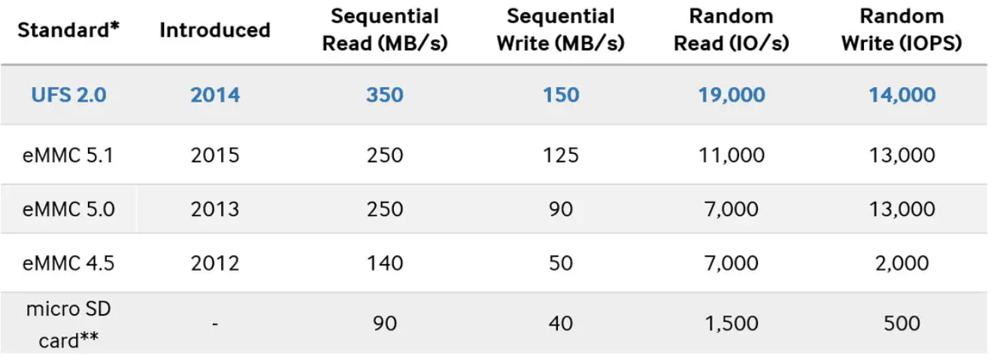 Standard* Introduced Sequential Read (MB/s) Sequential Write (MB/s) Random Read (IO/s) Random Write (IOPS)
UFS 2.0 2014 350 150 19,000 14,000
eMMC 5.1 2015 250 125 11,000 13,000
eMMC 5.0 2013 250 90 7,000 13,000
eMMC 4.5 2012 140 50 7,000 2,000
micro SD card** - 90 40 1,500 500